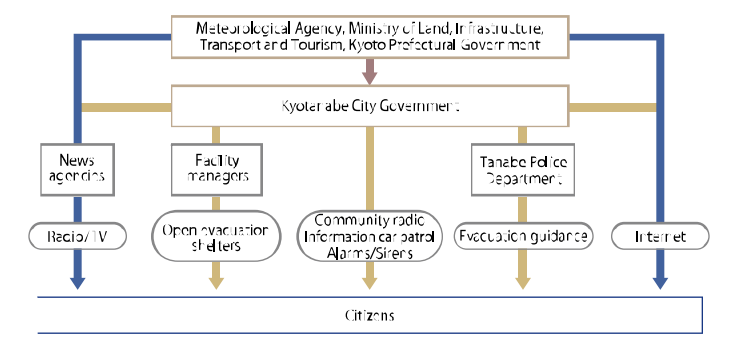 Meteorological Agency, Ministry of Land, Infrastructure,
Transport and Tourism, Kyoto Prefectural Government
Kyotanabe City Government
News
agencies
Facility
managers
Tanabe Police
Department
Radio/TV
Open evacuation
shelters
Community radio
Information car patrol
Alarms/Sirens
Evacuation guidance
Internet
Citizens